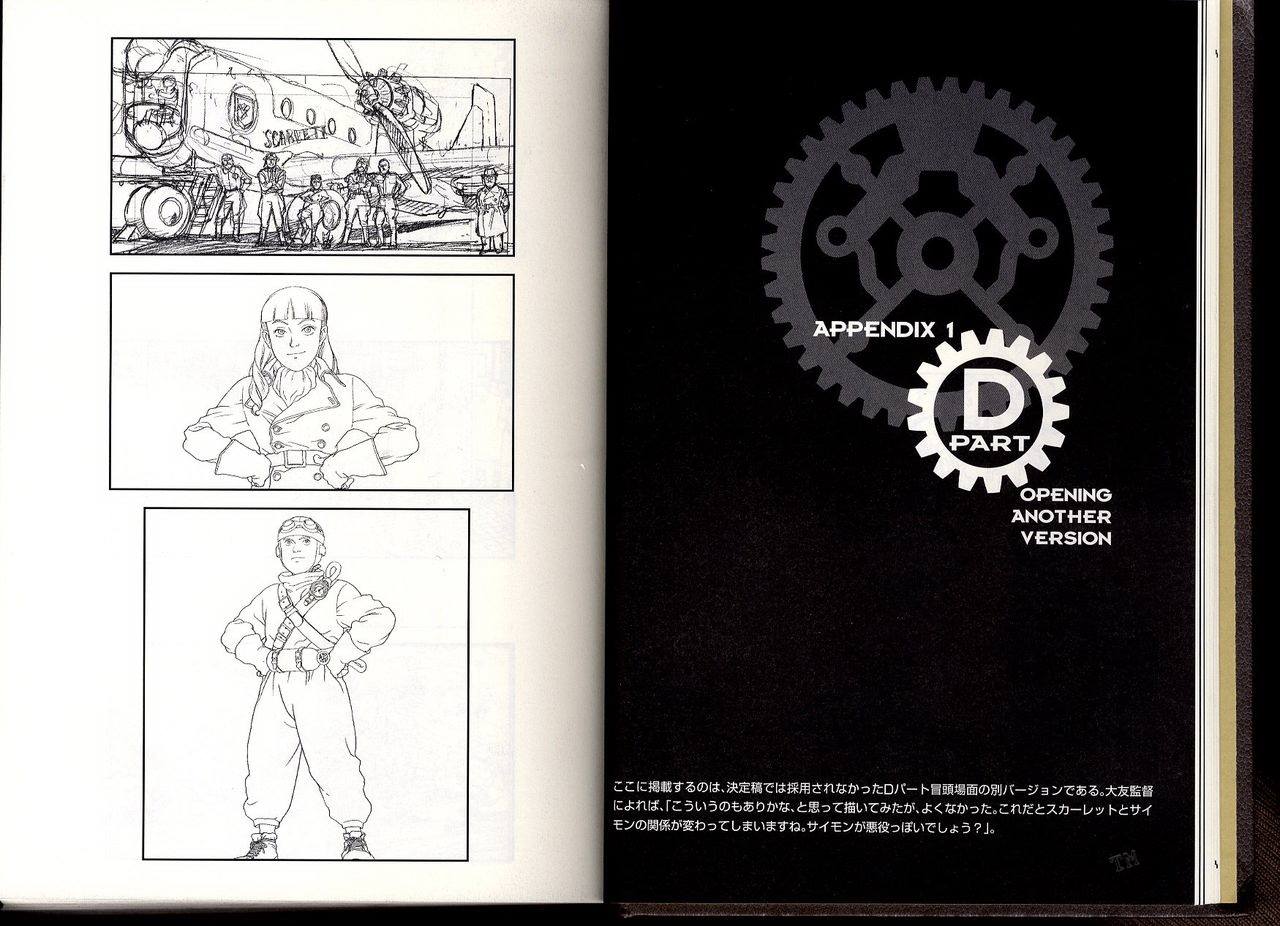 SCARLET
APPENDIX 1
D
PART
OPENING
ANOTHER
VERSION
ここに掲載するのは、決定稿では採用されなかったDパート冒頭場面の別バージョンである。大友監督
によれば、「こういうのもありかな、と思って描いてみたが、よくなかった。これだとスカーレットとサイ
モンの関係が変わってしまいますね。サイモンが悪役っぽいでしょう？」。
TM